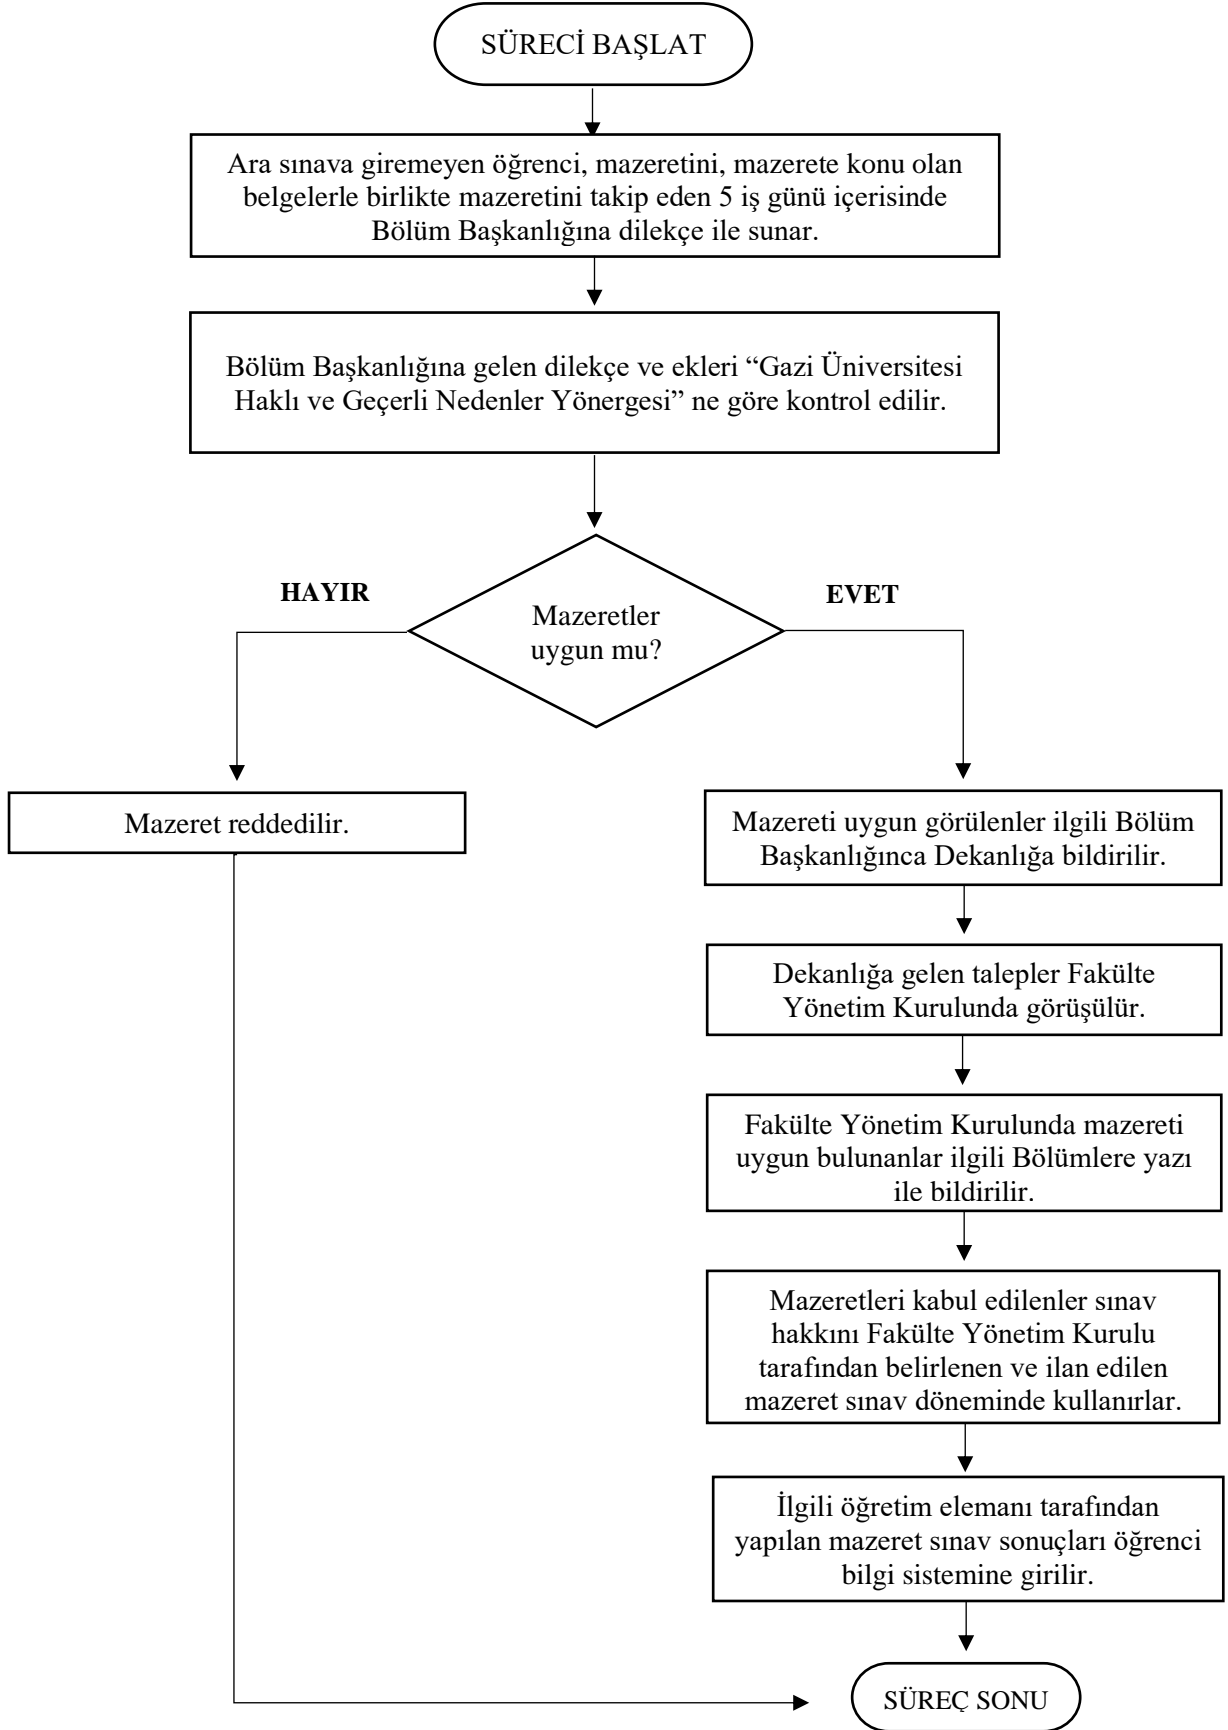 SÜRECİ BAŞLAT
Ara sınava giremeyen öğrenci, mazeretini, mazerete konu olan
belgelerle birlikte mazeretini takip eden 5 iş günü içerisinde
Bölüm Başkanlığına dilekçe ile sunar.
Bölüm Başkanlığına gelen dilekçe ve ekleri “Gazi Üniversitesi
Haklı ve Geçerli Nedenler Yönergesi” ne göre kontrol edilir.
HAYIR
EVET
Mazeretler
uygun mu?
Mazeret reddedilir.
Mazereti uygun görülenler ilgili Bölüm
Başkanlığınca Dekanlığa bildirilir.
Dekanlığa gelen talepler Fakülte
Yönetim Kurulunda görüşülür.
Fakülte Yönetim Kurulunda mazereti
uygun bulunanlar ilgili Bölümlere yazı
ile bildirilir.
Mazeretleri kabul edilenler sınav
hakkını Fakülte Yönetim Kurulu
tarafından belirlenen ve ilan edilen
mazeret sınav döneminde kullanırlar.
İlgili öğretim elemanı tarafından
yapılan mazeret sınav sonuçları öğrenci
bilgi sistemine girilir.
SÜREÇ SONU